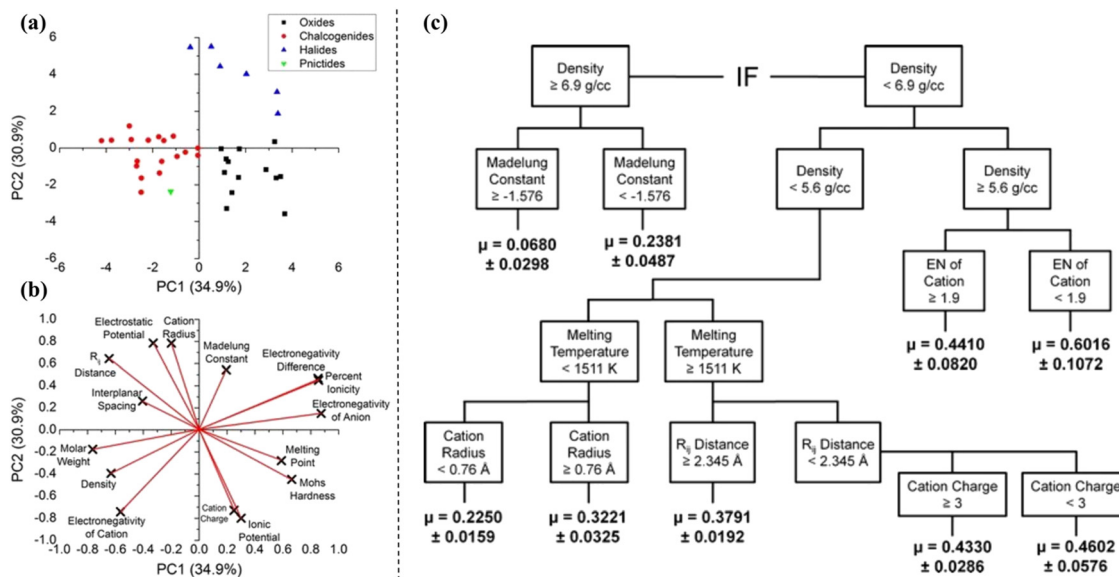 (a)
Oxides
Chalcogenides
Halides
Pnictides
6
4
2
0
-2
-4
-6
PC2 (30.9%)
-6
-4
-2
0
2
4
6
PC1 (34.9%)
(b)
1.0
0.8
0.6
0.4
0.2
0.0
-0.2
-0.4
-0.6
-0.8
-1.0
PC2 (30.9%)
Electrostatic
Potential
Cation
Radius
Rij
Distance
Madelung
Constant
Electronegativity
Difference
Percent
Ionicity
Interplanar
Spacing
Electronegativity
of Anion
Molar
Weight
Melting
Point
Density
Mohs
Hardness
Electronegativity
of Cation
Cation
Charge
Ionic
Potential
-1.0
-0.8
-0.6
-0.4
-0.2
0.0
0.2
0.4
0.6
0.8
1.0
PC1 (34.9%)
(c)
IF
Density
≥ 6.9 g/cc
Density
< 6.9 g/cc
Madelung
Constant
≥ -1.576
Madelung
Constant
< -1.576
Density
< 5.6 g/cc
Density
≥ 5.6 g/cc
µ = 0.0680
± 0.0298
µ = 0.2381
± 0.0487
EN of
Cation
≥ 1.9
EN of
Cation
< 1.9
µ = 0.4410
± 0.0820
µ = 0.6016
± 0.1072
Melting
Temperature
< 1511 K
Melting
Temperature
≥ 1511 K
Cation
Radius
< 0.76 Å
Cation
Radius
≥ 0.76 Å
Rij Distance
≥ 2.345 Å
Rij Distance
< 2.345 Å
Cation Charge
≥ 3
Cation Charge
< 3
µ = 0.2250
± 0.0159
µ = 0.3221
± 0.0325
µ = 0.3791
± 0.0192
µ = 0.4330
± 0.0286
µ = 0.4602
± 0.0576